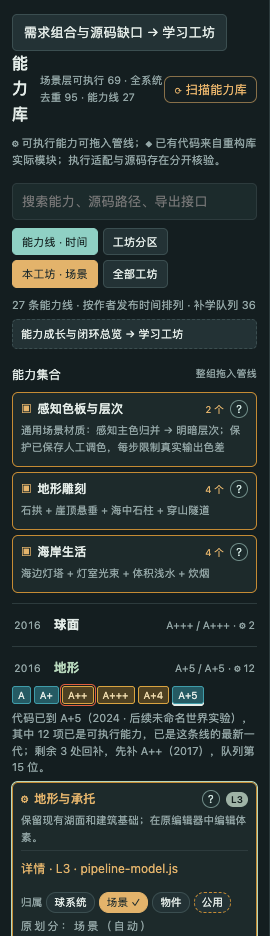 需求组合与源码缺口 → 学习工坊
能力库
场景层可执行 69 · 全系统
去重 95 · 能力线 27
⟳ 扫描能力库
⚙ 可执行能力可拖入管线；◆ 已有代码来自重构库
实际模块；执行适配与源码存在分开核验。
搜索能力、源码路径、导出接口
能力线 · 时间
工坊分区
本工坊 · 场景
全部工坊
27 条能力线 · 按作者发布时间排列 · 补学队列 36
能力成长与闭环总览 → 学习工坊
能力集合
整组拖入管线
▣ 感知色板与层次
2 个 ?
通用场景材质：感知主色归并 → 明暗层次；保
护已保存人工调色，每步限制真实输出色差
▣ 地形雕刻
4 个 ?
石拱 + 崖顶悬垂 + 海中石柱 + 穿山隧道
▣ 海岸生活
4 个 ?
海边灯塔 + 灯室光束 + 体积浅水 + 炊烟
2016 球面
A+++ / A+++ · ⚙ 2
2016 地形
A+5 / A+5 · ⚙ 12
A A+ A++ A+++ A+4 A+5
代码已到 A+5（2024 · 后续未命名世界实验），
其中 12 项已是可执行能力，已是这条线的最新一
代；剩余 3 处回补，先补 A++（2017），队列第
15 位。
⚙ 地形与承托
? L3
保留现有湖面和建筑基础；在原编辑器中编辑体
素。
详情 · L3 · pipeline-model.js
归属 球系统 场景 ✓ 物件 公用
原划分：场景（自动）